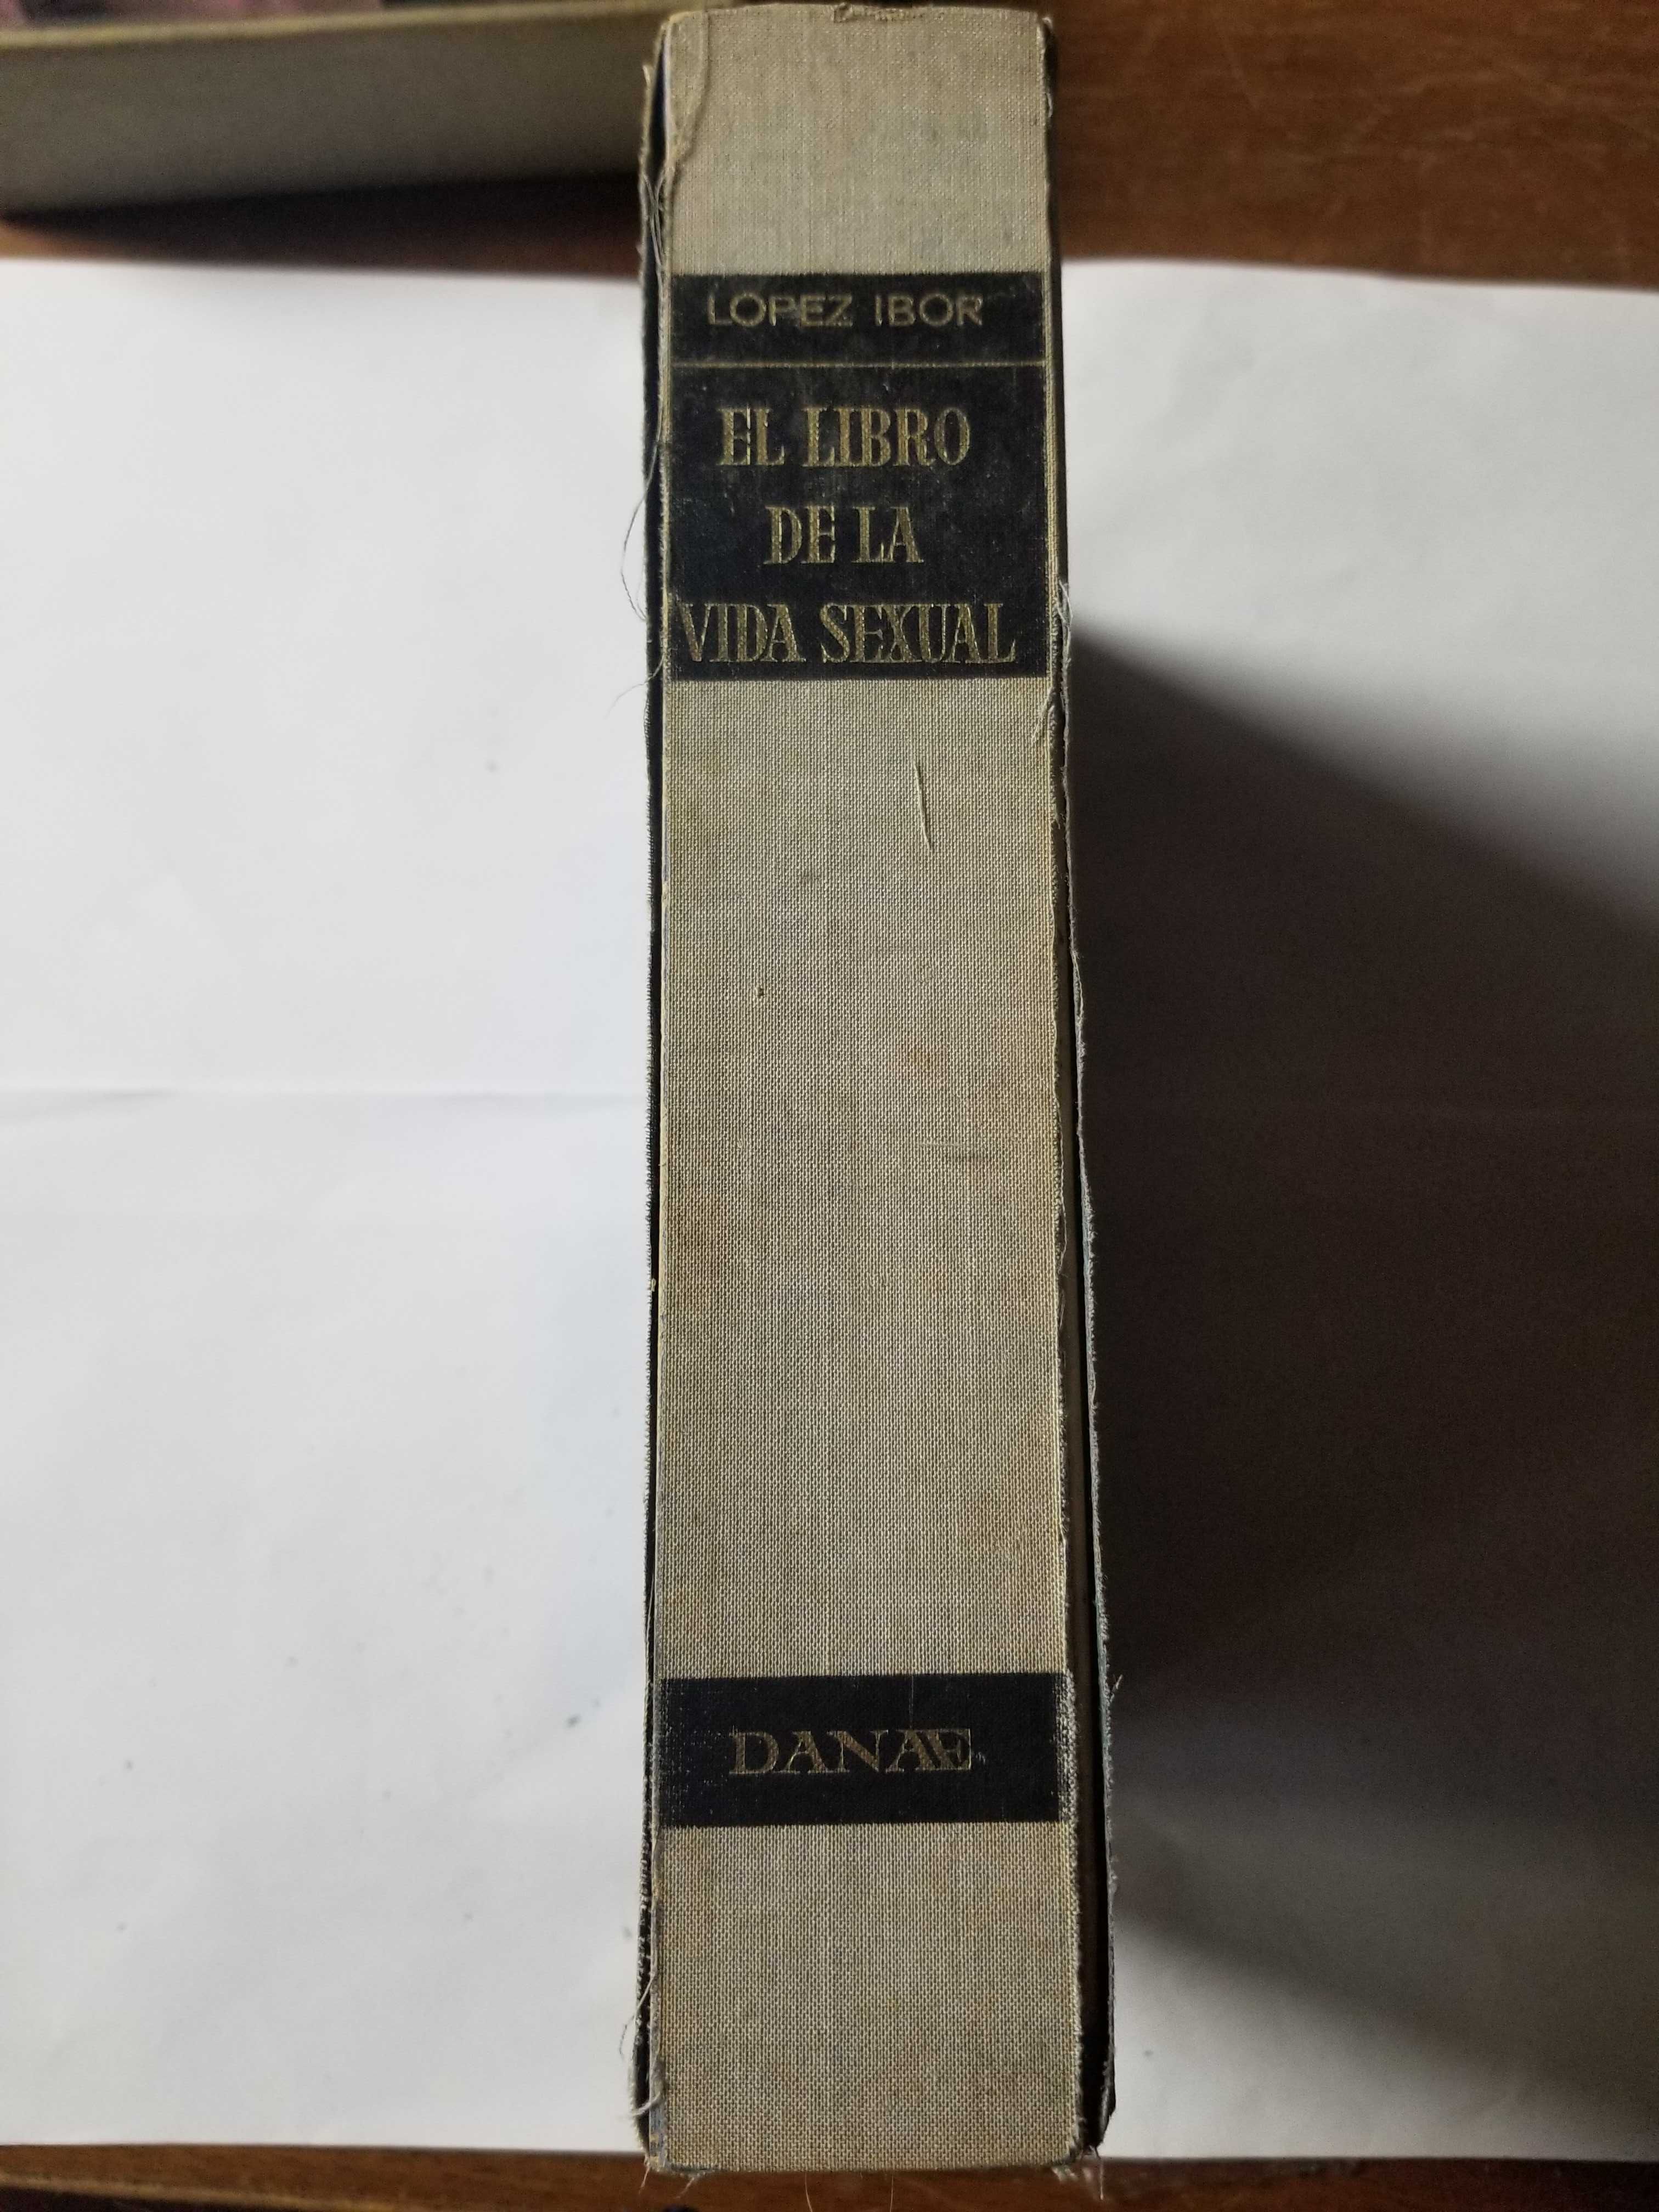 LOPEZ IBOR
EL LIBRO
DE LA
VIDA SEXUAL
DANAE